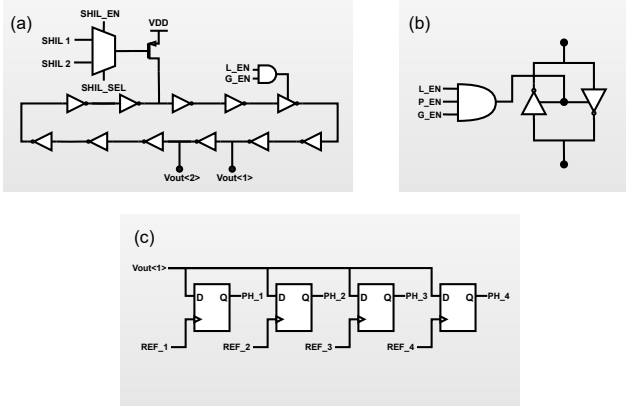 (a)
SHIL_EN
VDD
SHIL 1
SHIL 2
SHIL_SEL
L_EN
G_EN
Vout<2>
Vout<1>
(b)
L_EN
P_EN
G_EN
(c)
Vout<1>
D Q PH_1
D Q PH_2
D Q PH_3
D Q PH_4
REF_1
REF_2
REF_3
REF_4